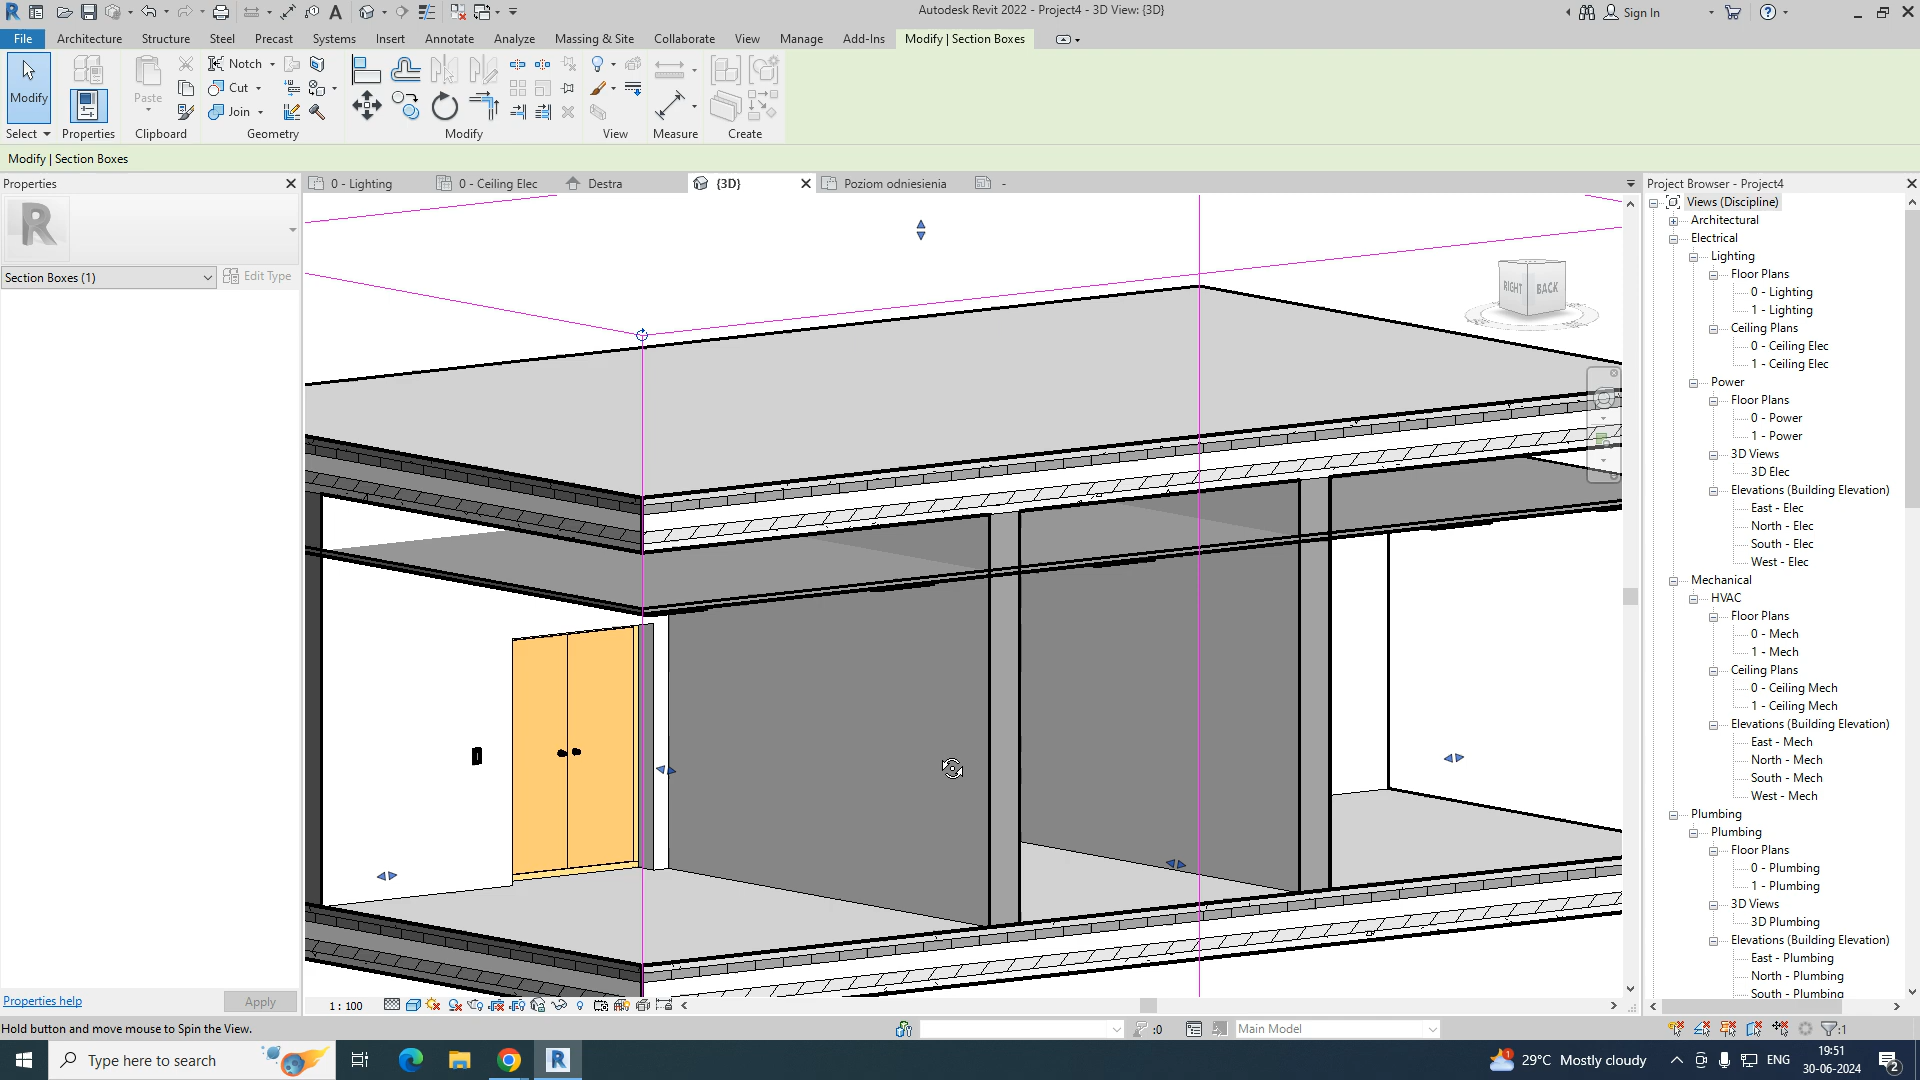 Autodesk Revit 2022 - Project4 - 3D View: {3D}
Sign In
File Architecture Structure Steel Precast Systems Insert Annotate Analyze Massing & Site Collaborate View Manage Add-Ins Modify | Section Boxes
Modify
Paste
Notch
Cut
Join
Select Properties Clipboard Geometry Modify View Measure Create
Modify | Section Boxes
Properties
Section Boxes (1)
Edit Type
Properties help
Apply
0 - Lighting
0 - Ceiling Elec
Destra
{3D}
Poziom odniesienia
-
RIGHT
BACK
1 : 100
Project Browser - Project4
Views (Discipline)
Architectural
Electrical
Lighting
Floor Plans
0 - Lighting
1 - Lighting
Ceiling Plans
0 - Ceiling Elec
1 - Ceiling Elec
Power
Floor Plans
0 - Power
1 - Power
3D Views
3D Elec
Elevations (Building Elevation)
East - Elec
North - Elec
South - Elec
West - Elec
Mechanical
HVAC
Floor Plans
0 - Mech
1 - Mech
Ceiling Plans
0 - Ceiling Mech
1 - Ceiling Mech
Elevations (Building Elevation)
East - Mech
North - Mech
South - Mech
West - Mech
Plumbing
Plumbing
Floor Plans
0 - Plumbing
1 - Plumbing
3D Views
3D Plumbing
Elevations (Building Elevation)
East - Plumbing
North - Plumbing
South - Plumbing
Hold button and move mouse to Spin the View.
:0
Main Model
:1
Type here to search
29°C Mostly cloudy
ENG
19:51
30-06-2024
2